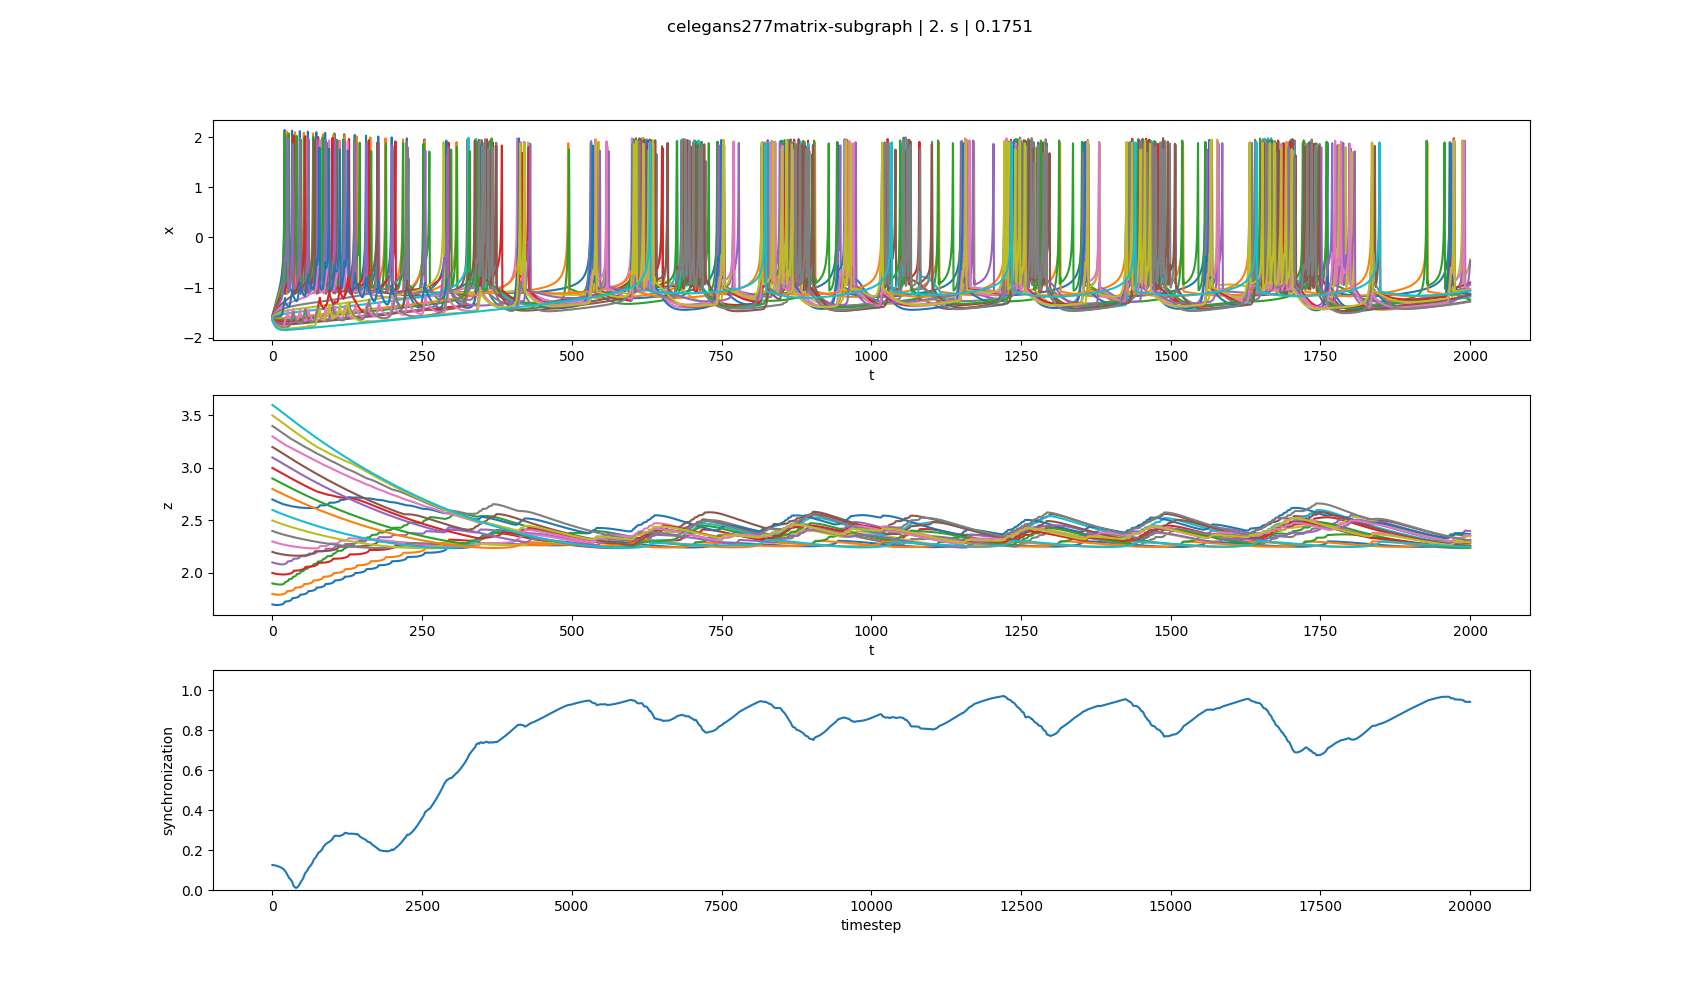 celegans277matrix-subgraph | 2. s | 0.1751
2
1
0
−1
−2
x
0 250 500 750 1000 1250 1500 1750 2000
t
3.5
3.0
2.5
2.0
z
0 250 500 750 1000 1250 1500 1750 2000
t
1.0
0.8
0.6
0.4
0.2
0.0
synchronization
0 2500 5000 7500 10000 12500 15000 17500 20000
timestep